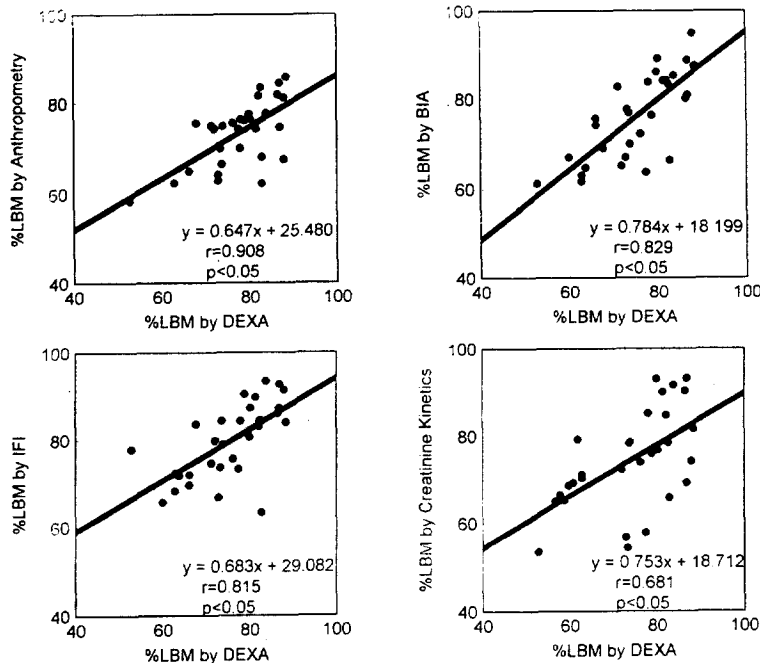 %LBM by Anthropometry
100
80
60
40
y = 0.647x + 25.480
r=0.908
p<0.05
40 60 80 100
%LBM by DEXA
%LBM by BIA
100
80
60
40
y = 0.784x + 18 199
r=0.829
p<0.05
40 60 80 100
%LBM by DEXA
%LBM by IFI
100
80
60
40
y = 0.683x + 29.082
r=0.815
p<0.05
40 60 80 100
%LBM by DEXA
%LBM by Creatinine Kinetics
100
80
60
40
y = 0.753x + 18.712
r=0.681
p<0.05
40 60 80 100
%LBM by DEXA